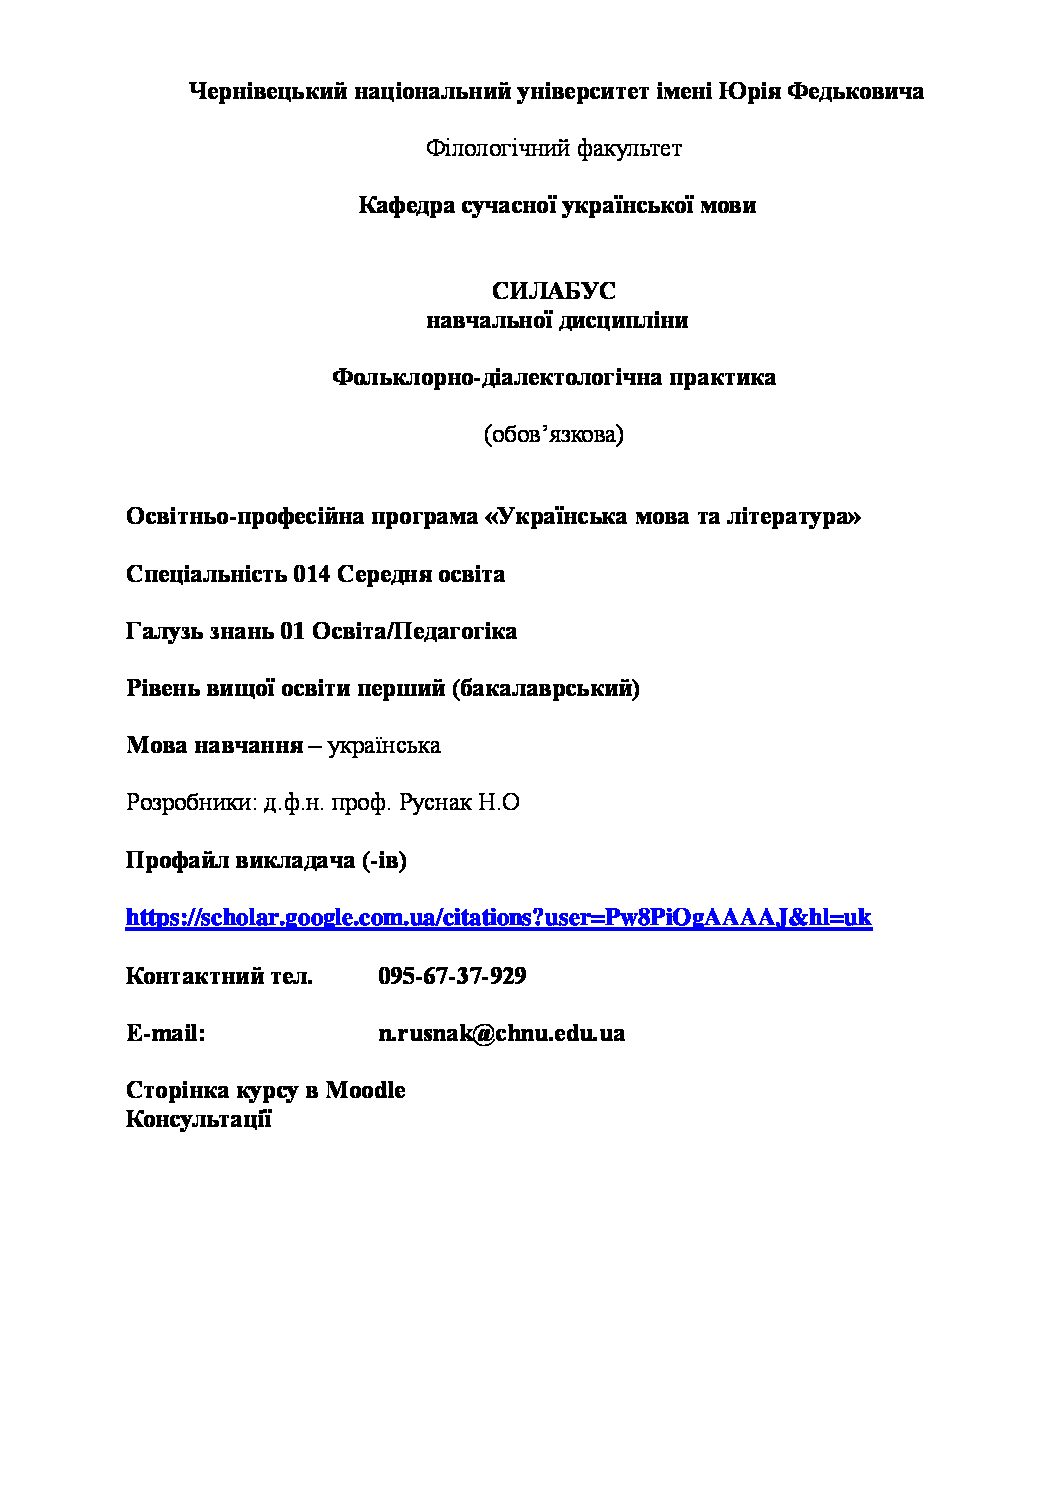 Чернівецький національний університет імені Юрія Федьковича
Філологічний факультет
Кафедра сучасної української мови
СИЛАБУС
навчальної дисципліни
Фольклорно-діалектологічна практика
(обов’язкова)
Освітньо-професійна програма «Українська мова та література»
Спеціальність 014 Середня освіта
Галузь знань 01 Освіта/Педагогіка
Рівень вищої освіти перший (бакалаврський)
Мова навчання – українська
Розробники: д.ф.н. проф. Руснак Н.О
Профайл викладача (-ів)
https://scholar.google.com.ua/citations?user=Pw8PiOgAAAAJ&hl=uk
Контактний тел. 095-67-37-929
E-mail: n.rusnak@chnu.edu.ua
Сторінка курсу в Moodle
Консультації